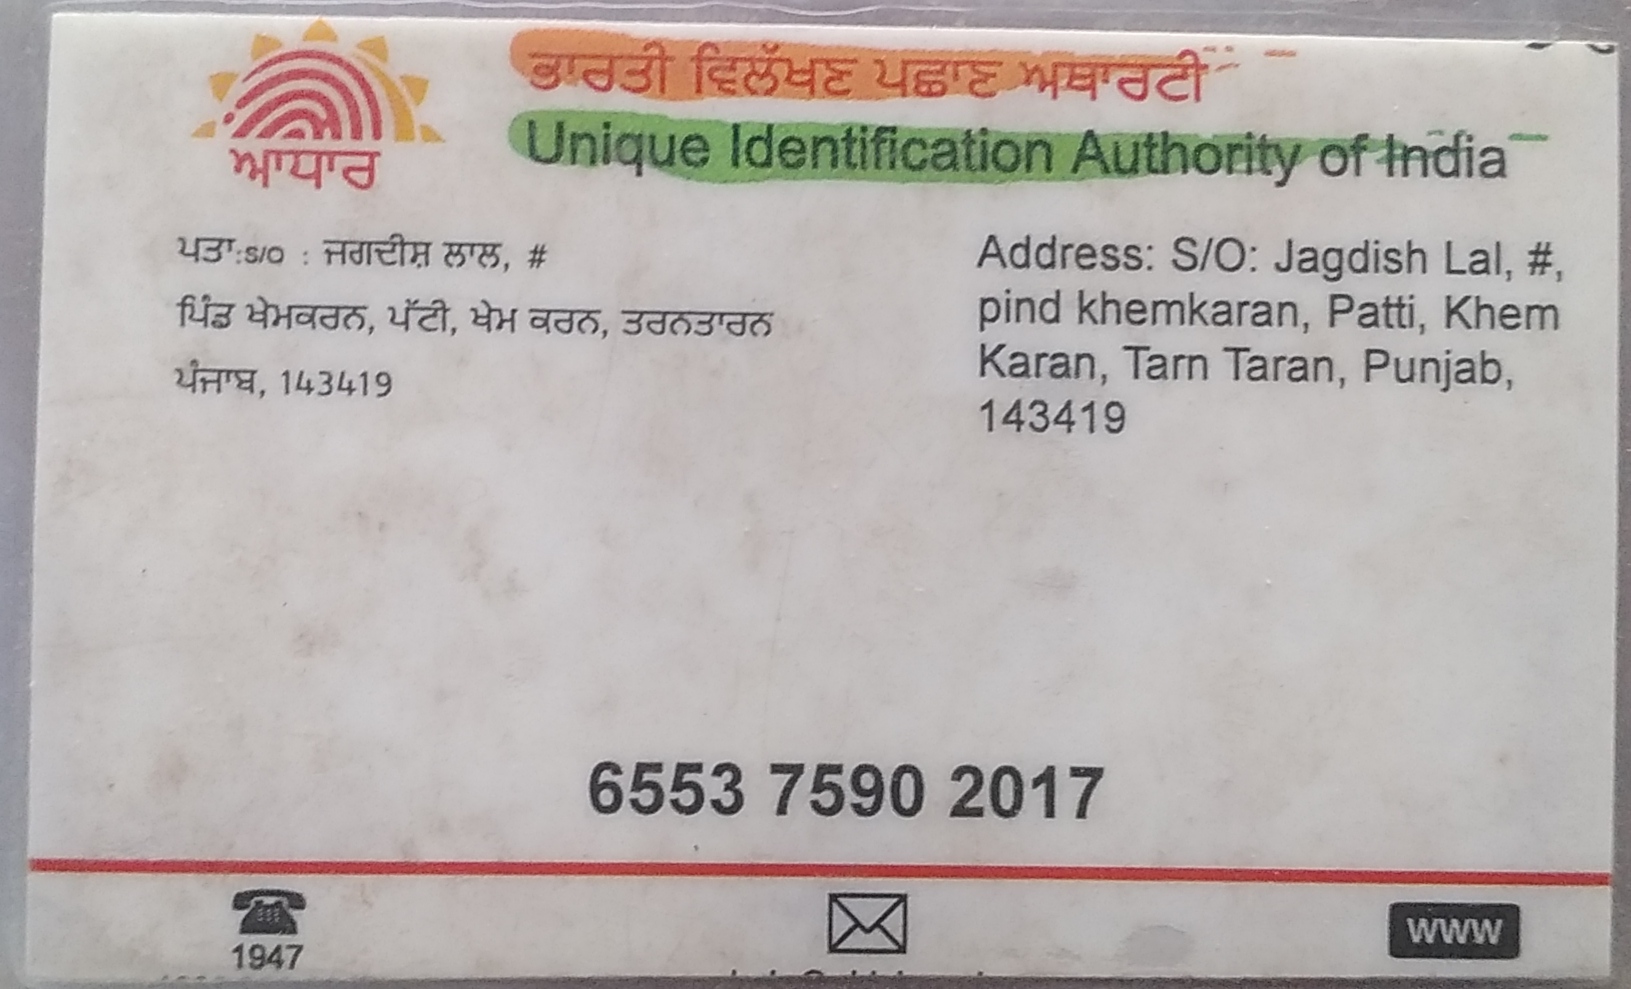 ਭਾਰਤੀ ਵਿਲੱਖਣ ਪਛਾਣ ਅਥਾਰਟੀ
Unique Identification Authority of India
ਆਧਾਰ
ਪਤਾ:S/O : ਜਗਦੀਸ਼ ਲਾਲ, #
ਪਿੰਡ ਖੇਮਕਰਨ, ਪੱਟੀ, ਖੇਮ ਕਰਨ, ਤਰਨਤਾਰਨ
ਪੰਜਾਬ, 143419
Address: S/O: Jagdish Lal, #,
pind khemkaran, Patti, Khem
Karan, Tarn Taran, Punjab,
143419
6553 7590 2017
1947
www